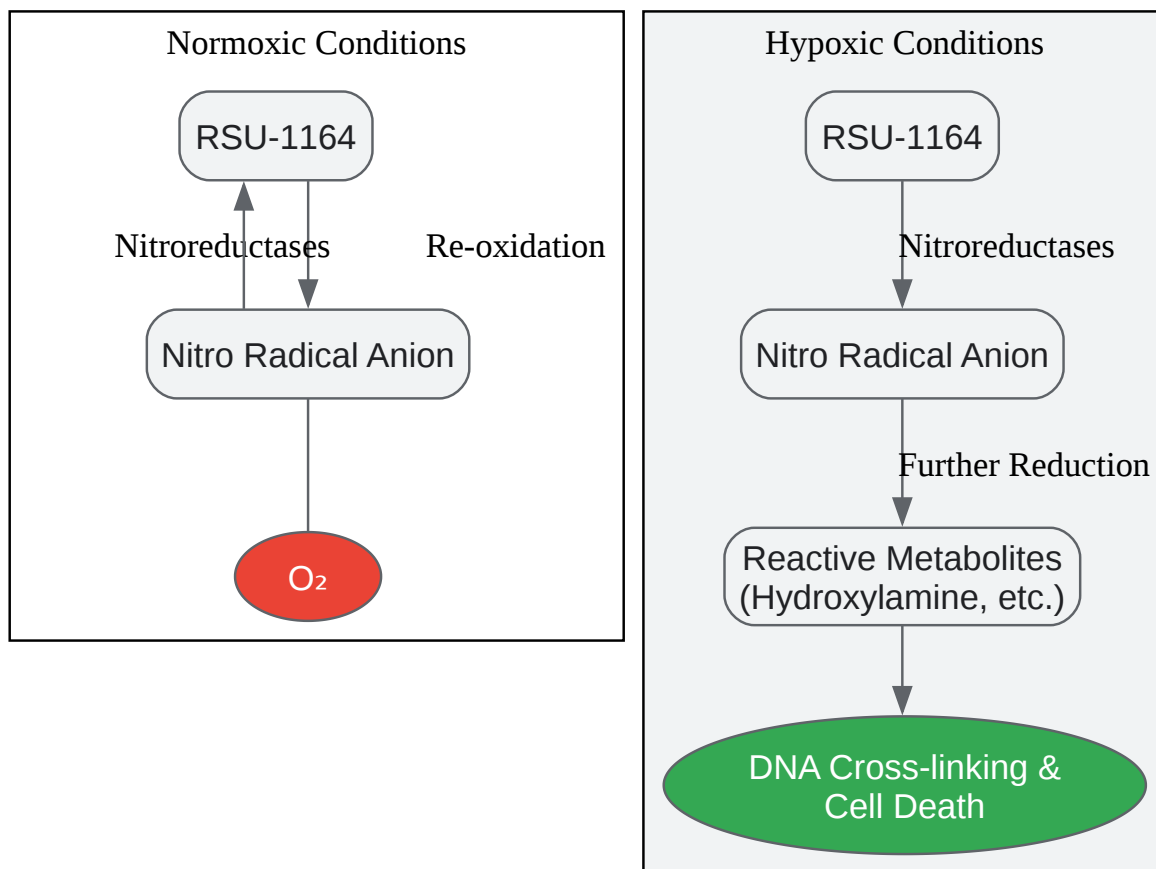 Normoxic Conditions
RSU-1164
Nitroreductases
Re-oxidation
Nitro Radical Anion
O₂
Hypoxic Conditions
RSU-1164
Nitroreductases
Nitro Radical Anion
Further Reduction
Reactive Metabolites
(Hydroxylamine, etc.)
DNA Cross-linking &
Cell Death